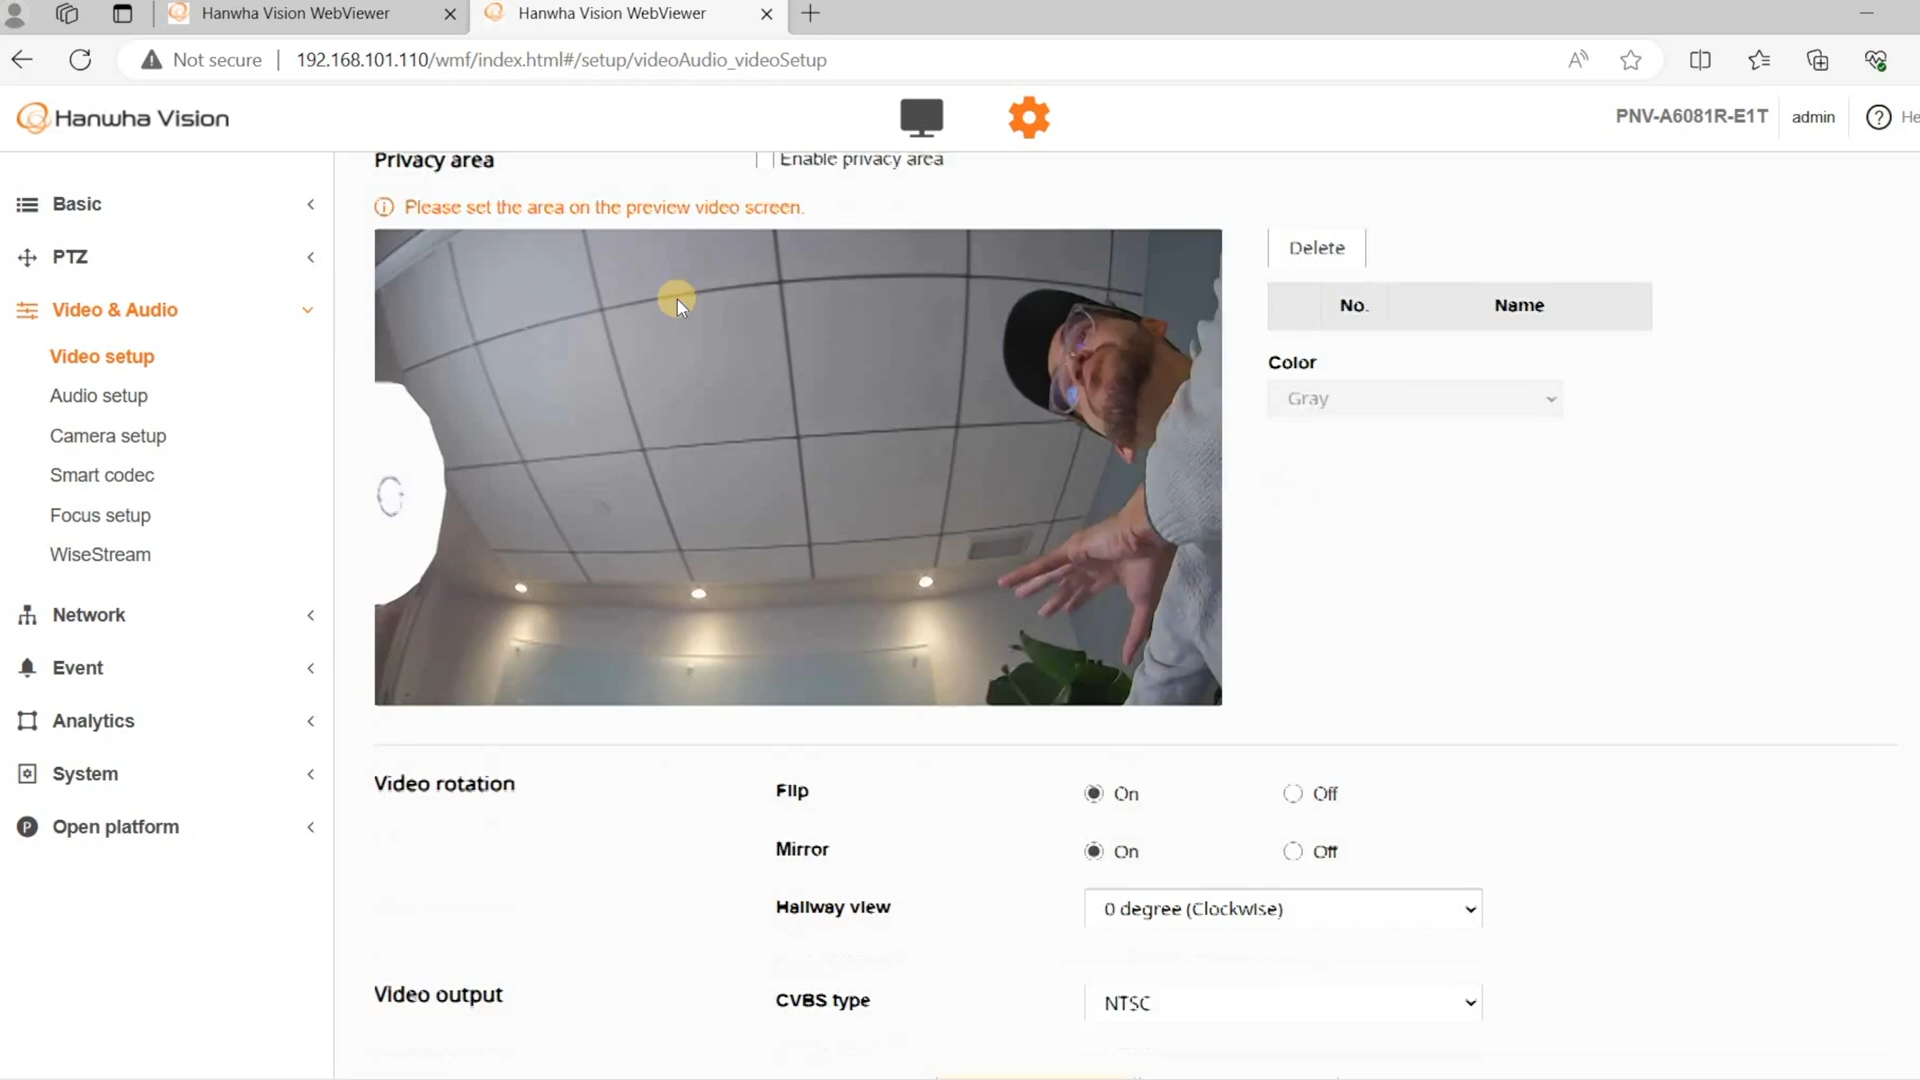 Hanwha Vision WebViewer
Hanwha Vision WebViewer
Not secure
192.168.101.110/wmf/index.html#/setup/videoAudio_videoSetup
Hanwha Vision
PNV-A6081R-E1T
admin
He
Basic
PTZ
Video & Audio
Video setup
Audio setup
Camera setup
Smart codec
Focus setup
WiseStream
Network
Event
Analytics
System
P Open platform
Privacy area
Enable privacy area
Please set the area on the preview video screen.
Delete
No. Name
Color
Gray
Video rotation
Flip
On Off
Mirror
On Off
Hallway view
0 degree (Clockwise)
Video output
CVBS type
NTSC